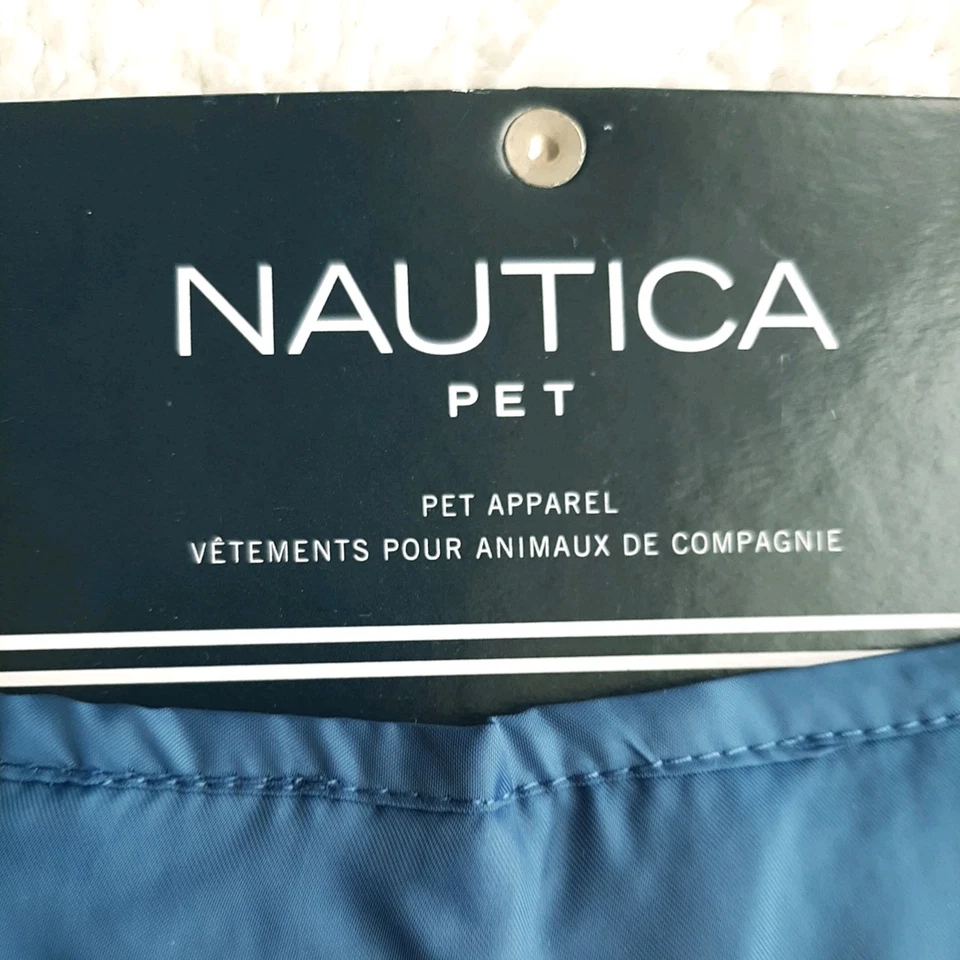 NAUTICA
PET
PET APPAREL
VÊTEMENTS POUR ANIMAUX DE COMPAGNIE